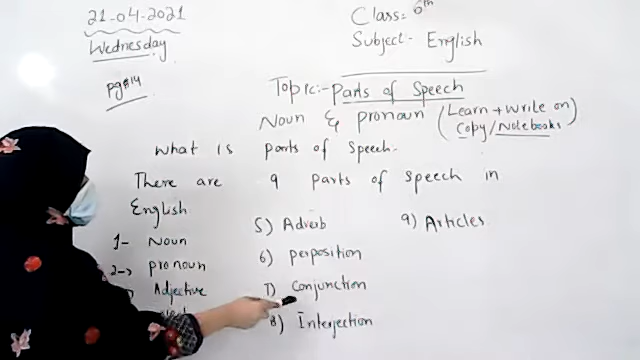 21-04-2021
Wednesday
pg#14
Class:- 6th
Subject- English
Topic:- Parts of Speech
Noun & pronoun (Learn + Write on Copy/Notebooks)
What is parts of speech.
There are 9 parts of speech in
English
1- Noun
2-> pronoun
Adjective
5) Adverb
6) perposition
7) Conjunction
8) Interjection
9) Articles